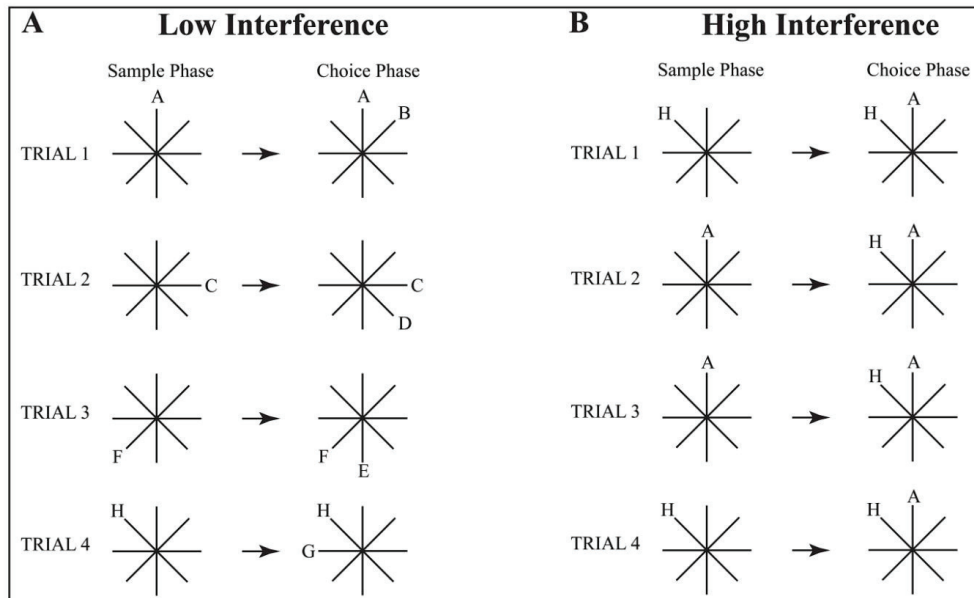 A Low Interference
Sample Phase Choice Phase
A A
B
TRIAL 1
TRIAL 2 C C
D
TRIAL 3
F F
E
H H
TRIAL 4 G
B High Interference
Sample Phase Choice Phase
A
H H
TRIAL 1
A A
H
TRIAL 2
A A
H
TRIAL 3
A
H H
TRIAL 4